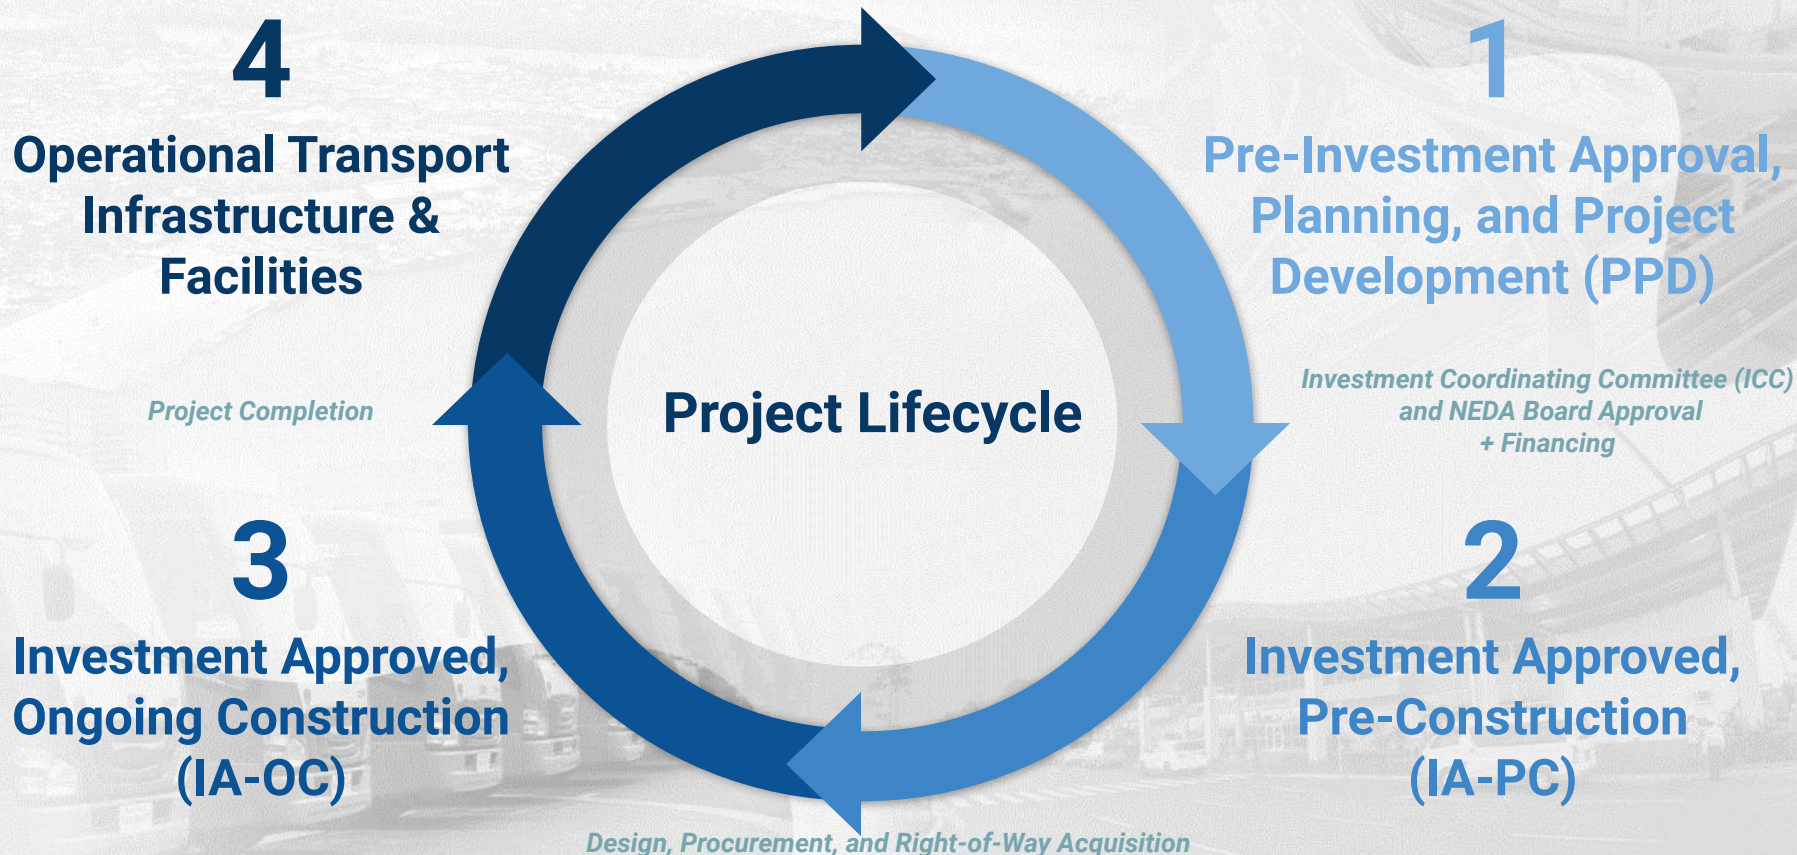 1
Pre-Investment Approval,
Planning, and Project
Development (PPD)
Investment Coordinating Committee (ICC)
and NEDA Board Approval
+ Financing
2
Investment Approved,
Pre-Construction
(IA-PC)
Design, Procurement, and Right-of-Way Acquisition
3
Investment Approved,
Ongoing Construction
(IA-OC)
Project Completion
4
Operational Transport
Infrastructure &
Facilities
Project Lifecycle